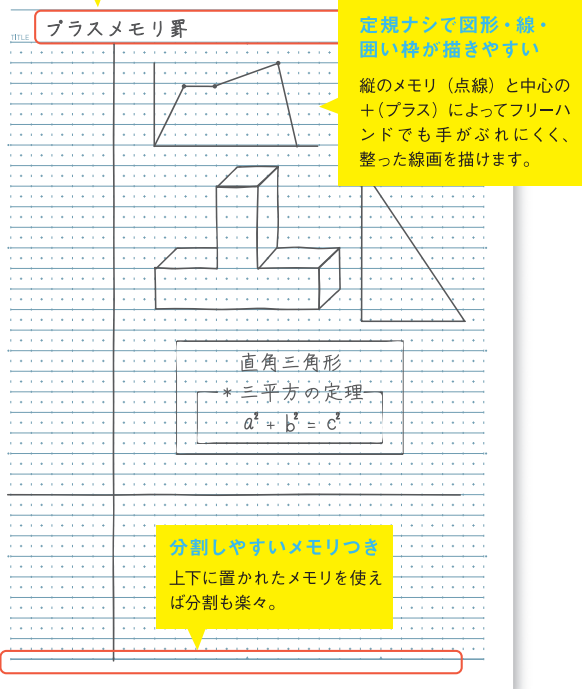 TITLE
プラスメモリ罫
定規ナシで図形・線・
囲い枠が描きやすい
縦のメモリ（点線）と中心の
＋（プラス）によってフリーハ
ンドでも手がぶれにくく、
整った線画を描けます。
直角三角形
* 三平方の定理
a² + b² = c²
分割しやすいメモリつき
上下に置かれたメモリを使え
ば分割も楽々。